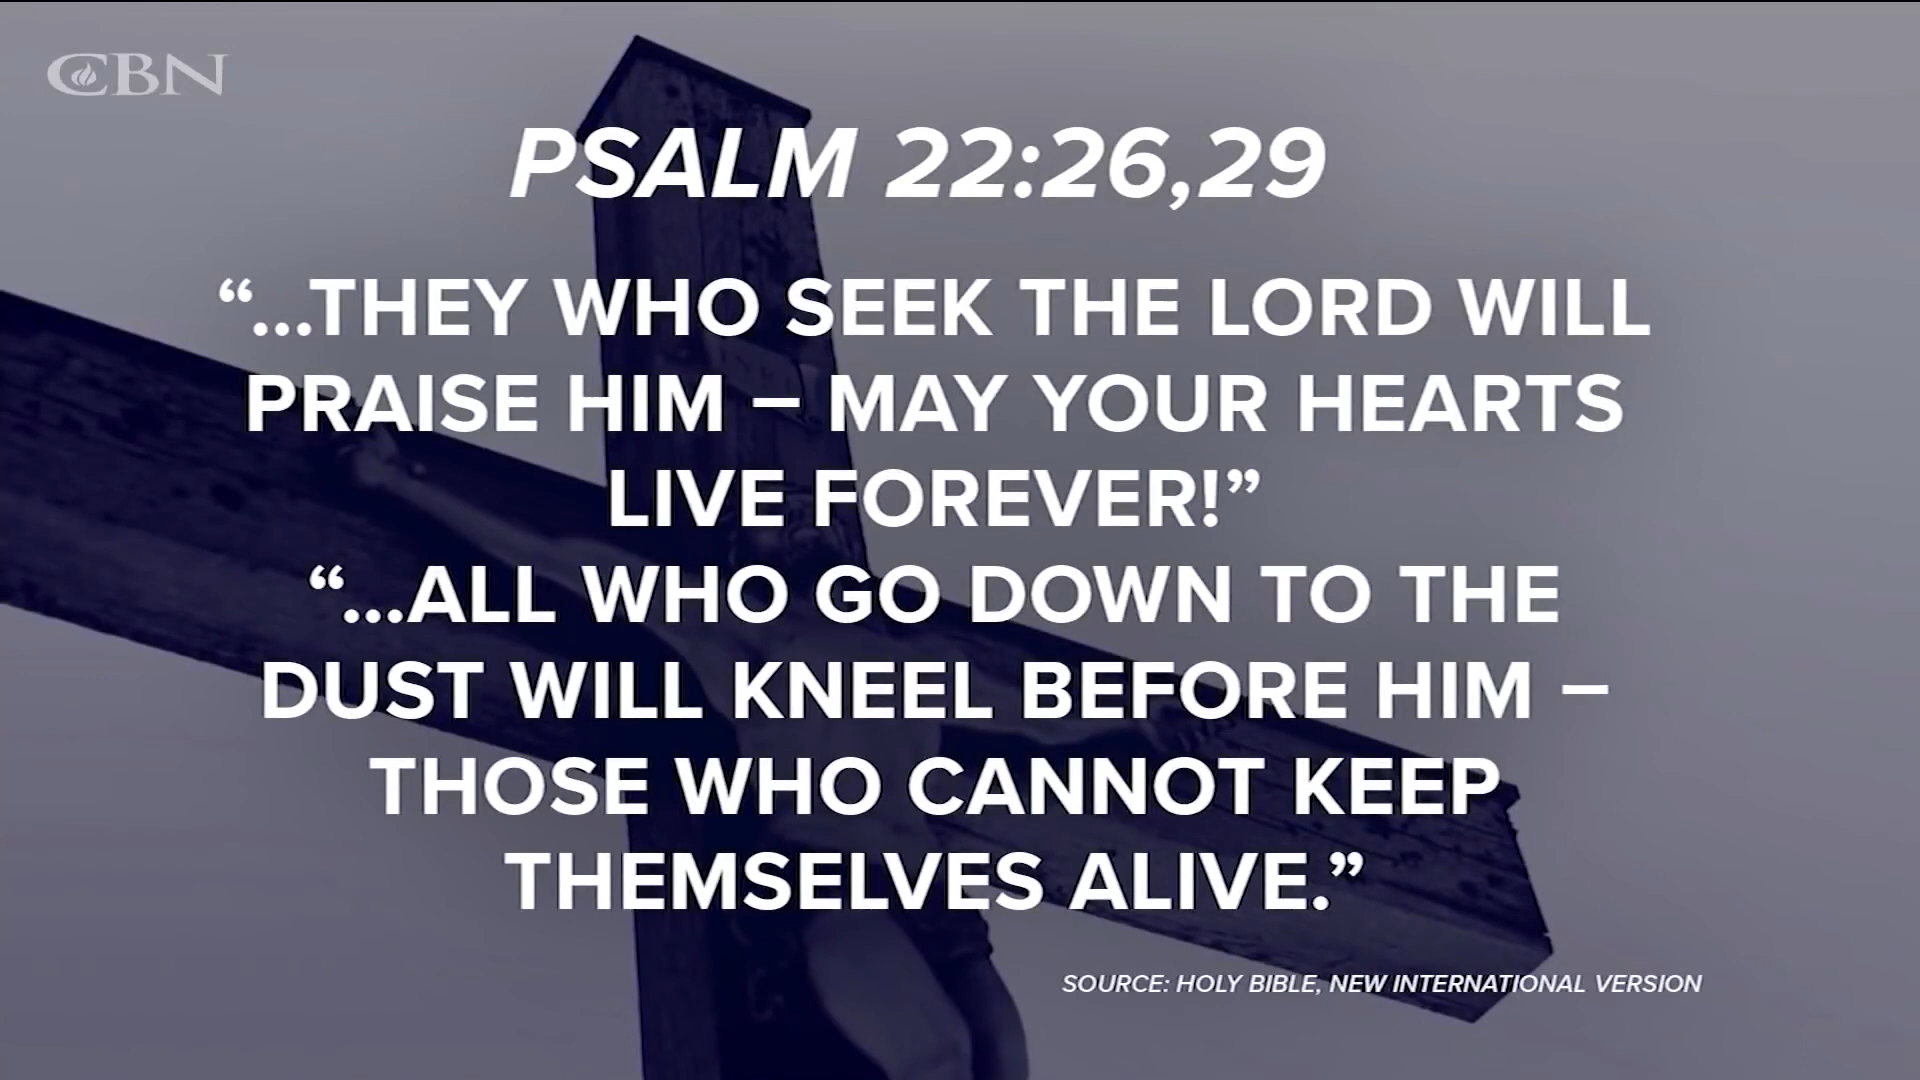 CBN
PSALM 22:26,29
“...THEY WHO SEEK THE LORD WILL
PRAISE HIM – MAY YOUR HEARTS
LIVE FOREVER!”
“...ALL WHO GO DOWN TO THE
DUST WILL KNEEL BEFORE HIM –
THOSE WHO CANNOT KEEP
THEMSELVES ALIVE.”
SOURCE: HOLY BIBLE, NEW INTERNATIONAL VERSION